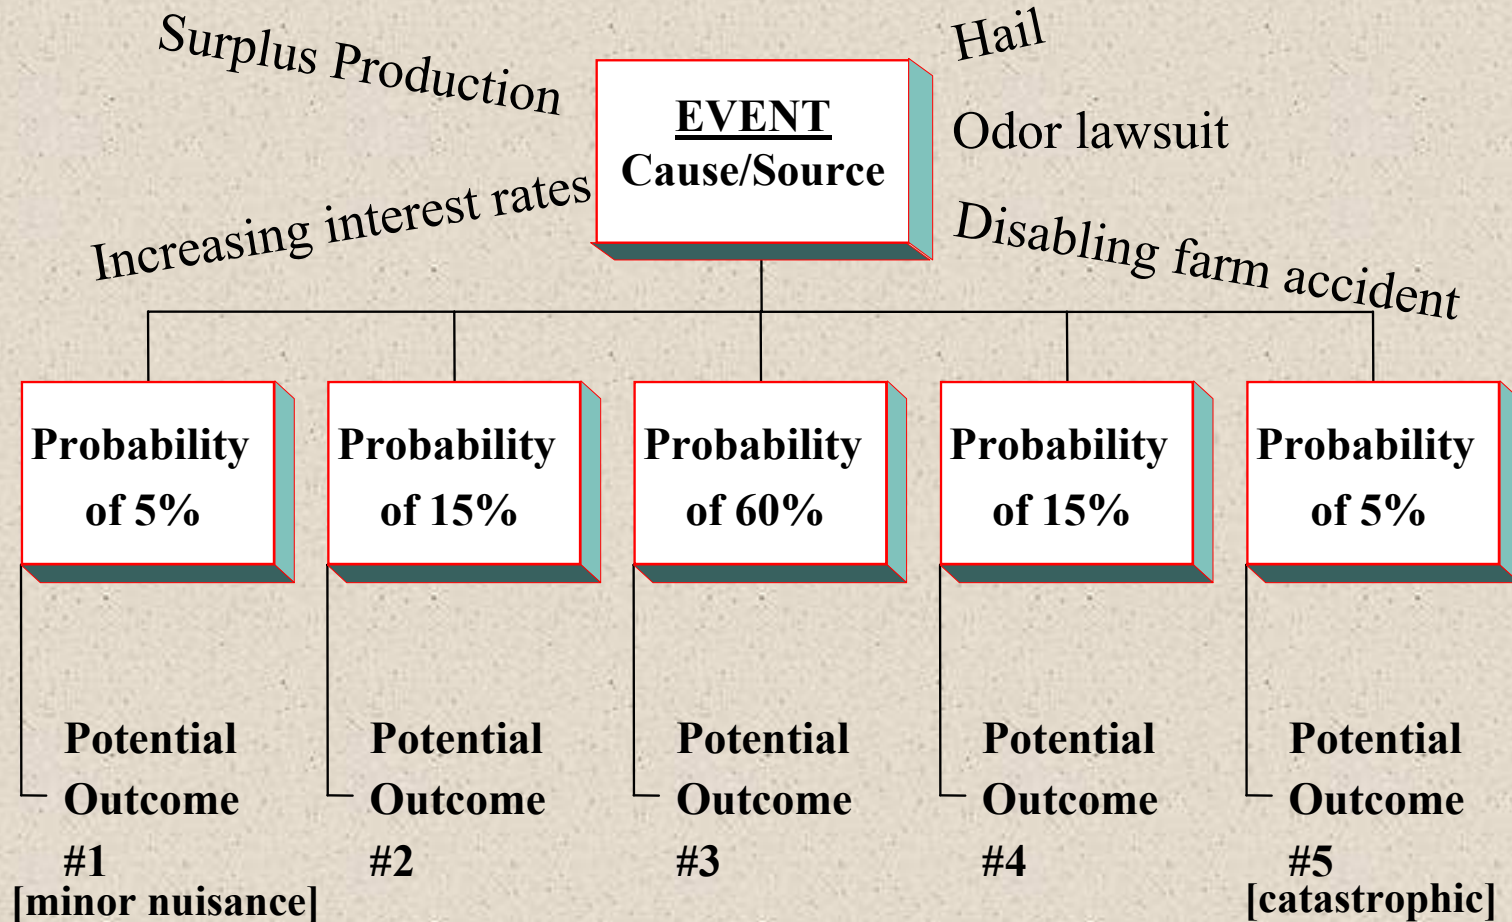 Surplus Production
Hail
EVENT
Cause/Source
Odor lawsuit
Increasing interest rates
Disabling farm accident
Probability
of 5%
Probability
of 15%
Probability
of 60%
Probability
of 15%
Probability
of 5%
Potential
Outcome
#1
[minor nuisance]
Potential
Outcome
#2
Potential
Outcome
#3
Potential
Outcome
#4
Potential
Outcome
#5
[catastrophic]